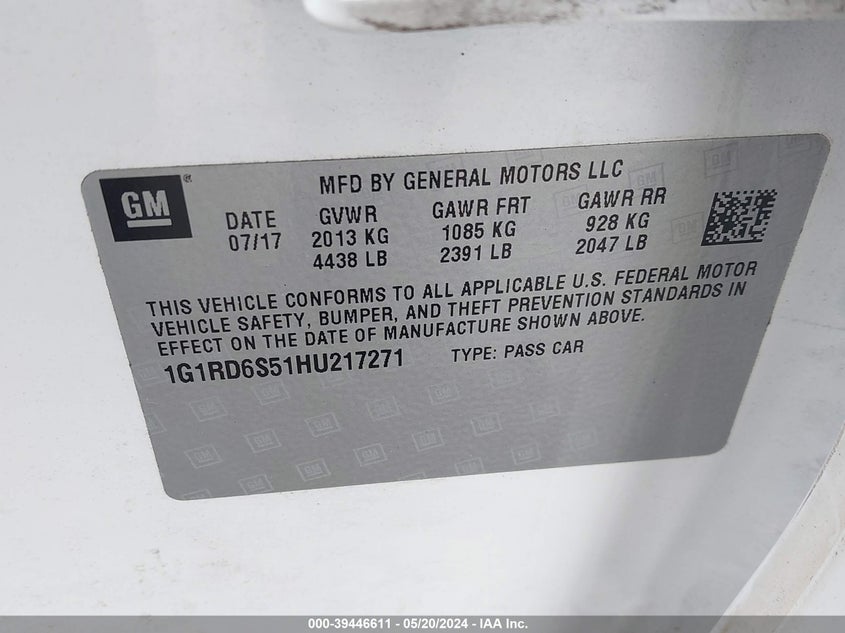 GM
MFD BY GENERAL MOTORS LLC
DATE GVWR GAWR FRT GAWR RR
07/17 2013 KG 1085 KG 928 KG
4438 LB 2391 LB 2047 LB
THIS VEHICLE CONFORMS TO ALL APPLICABLE U.S. FEDERAL MOTOR
VEHICLE SAFETY, BUMPER, AND THEFT PREVENTION STANDARDS IN
EFFECT ON THE DATE OF MANUFACTURE SHOWN ABOVE.
1G1RD6S51HU217271 TYPE: PASS CAR
000-39446611 - 05/20/2024 - IAA Inc.